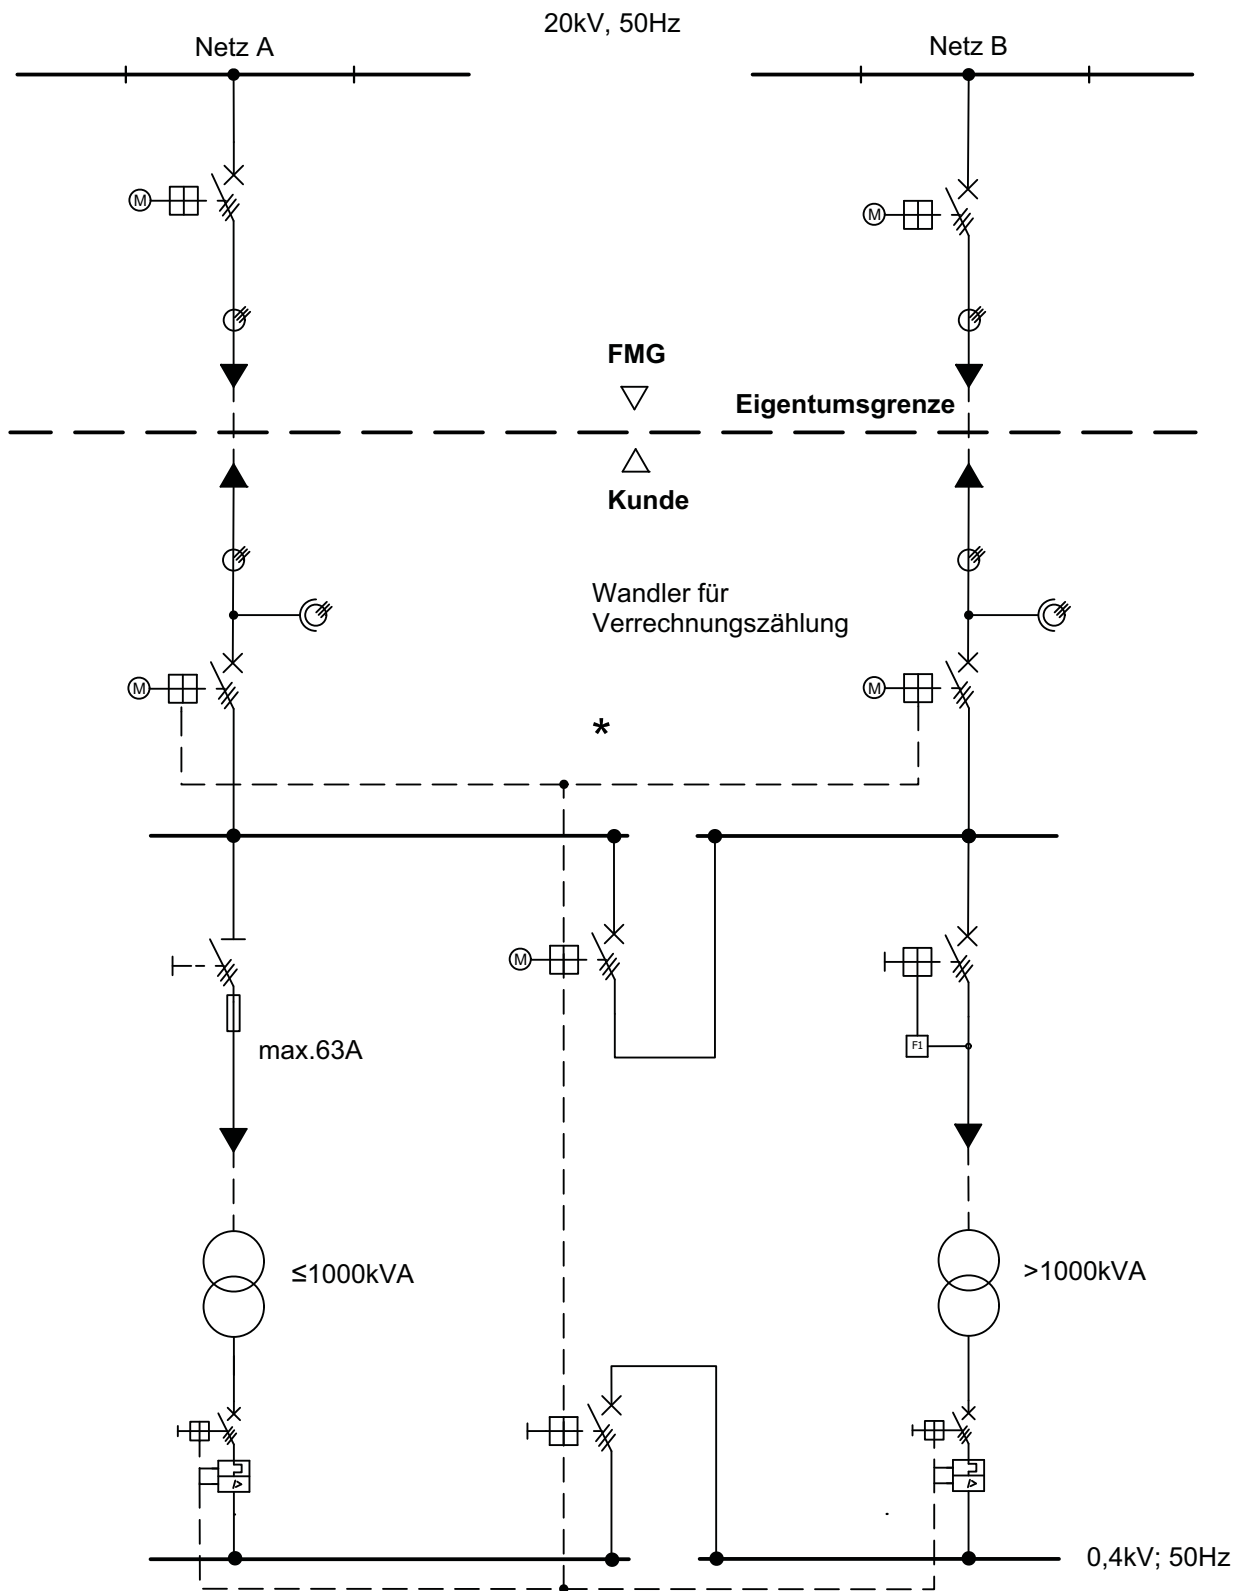 20kV, 50Hz
Netz A
Netz B
M
M
FMG
Eigentumsgrenze
Kunde
Wandler für
Verrechnungszählung
M
M
*
M
F1
max.63A
≤1000kVA
>1000kVA
0,4kV; 50Hz